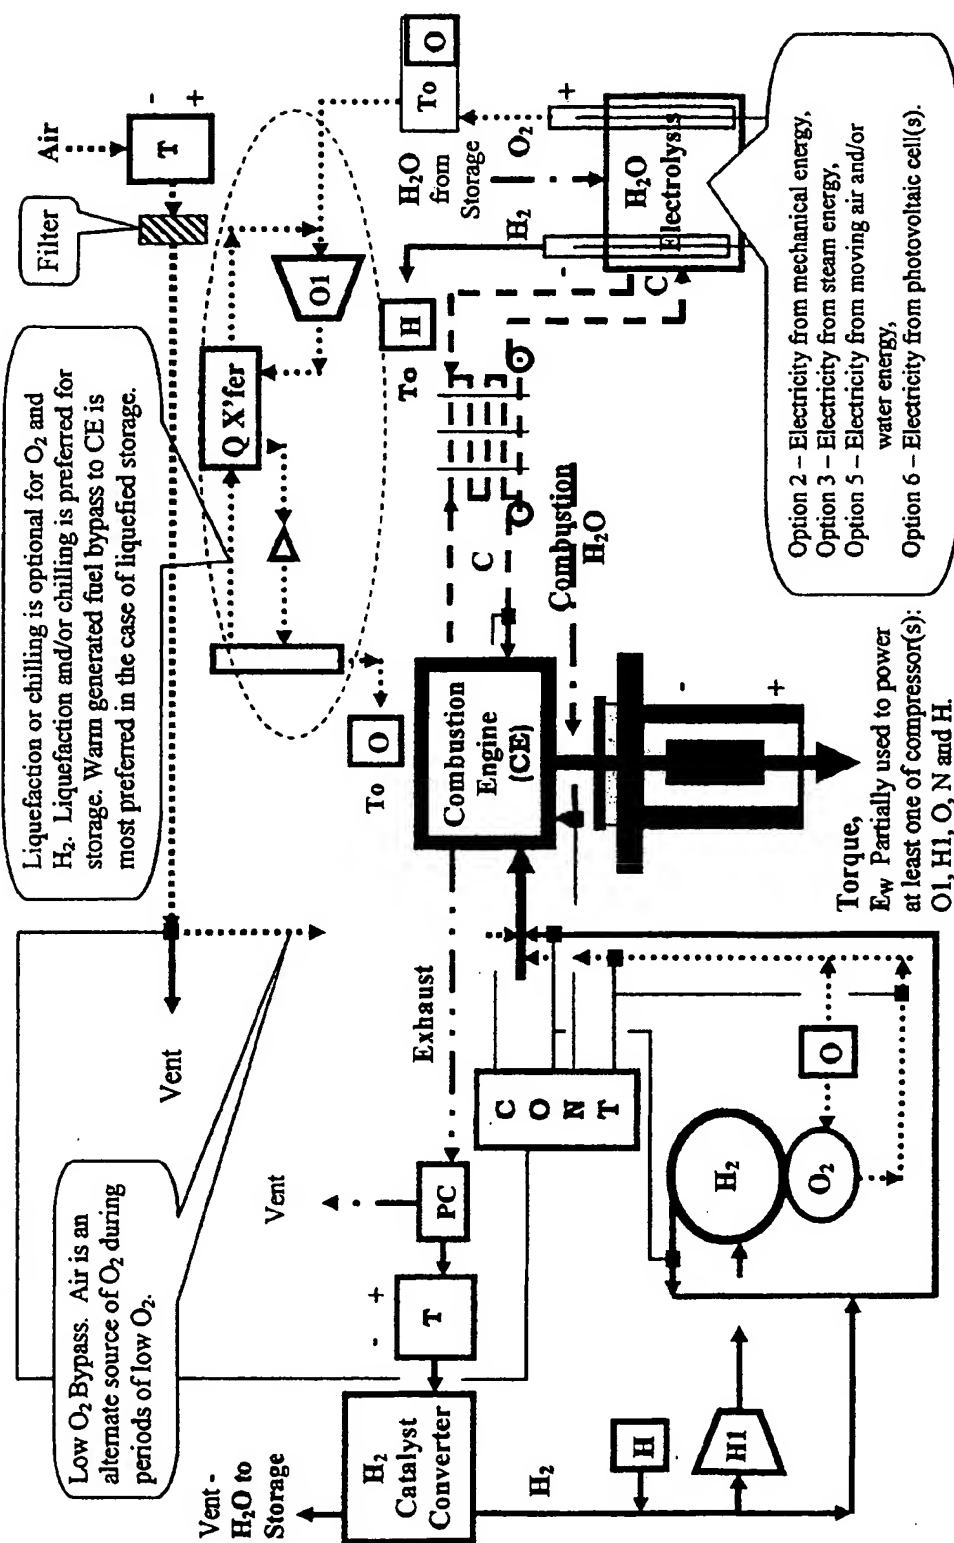 Low O₂ Bypass. Air is an
alternate source of O₂ during
periods of low O₂.
Liquefaction or chilling is optional for O₂ and
H₂. Liquefaction and/or chilling is preferred for
storage. Warm generated fuel bypass to CE is
most preferred in the case of liquefied storage.
Filter
Air
T
-
+
Vent
Q X'fer
O1
To
O
To
O
H₂O
from
Storage
O₂
H₂
+
-
To
H
H₂O
Electrolysis
C
C
Vent -
H₂O to
Storage
Vent
Exhaust
H₂
Catalyst
Converter
-
+
T
PC
C
O
N
T
Combustion
Engine
(CE)
Combustion
H₂O
H₂
H
H1
H₂
O₂
O
-
+
Torque,
Ew Partially used to power
at least one of compressor(s):
O1, H1, O, N and H.
Option 2 – Electricity from mechanical energy,
Option 3 – Electricity from steam energy,
Option 5 – Electricity from moving air and/or
water energy,
Option 6 – Electricity from photovoltaic cell(s).